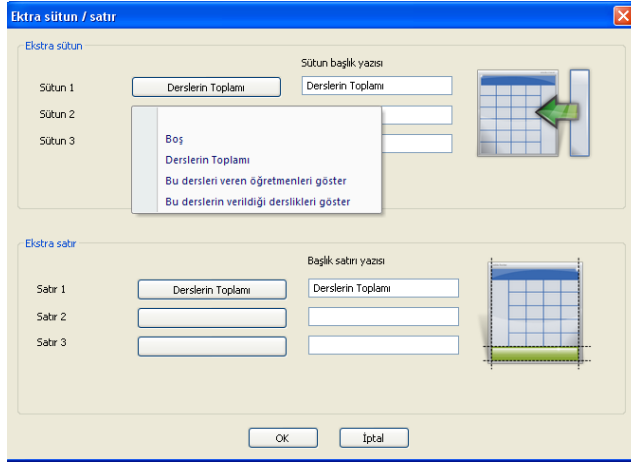 Ektra sütun / satır
Ekstra sütun
Sütun başlık yazısı
Sütun 1 Derslerin Toplamı Derslerin Toplamı
Sütun 2
Sütun 3
Boş
Derslerin Toplamı
Bu dersleri veren öğretmenleri göster
Bu derslerin verildiği derslikleri göster
Ekstra satır
Başlık satırı yazısı
Satır 1 Derslerin Toplamı Derslerin Toplamı
Satır 2
Satır 3
OK İptal